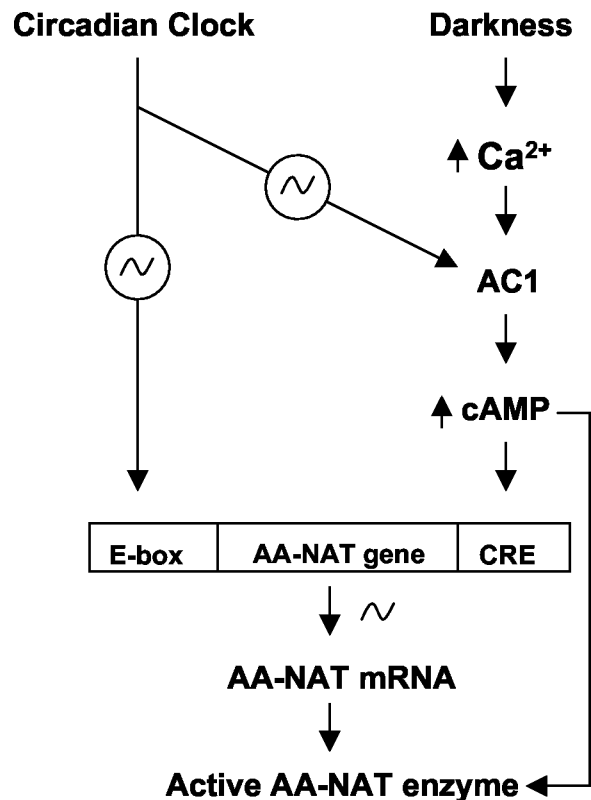 Circadian Clock
Darkness
Ca²⁺
AC1
cAMP
E-box
AA-NAT gene
CRE
AA-NAT mRNA
Active AA-NAT enzyme